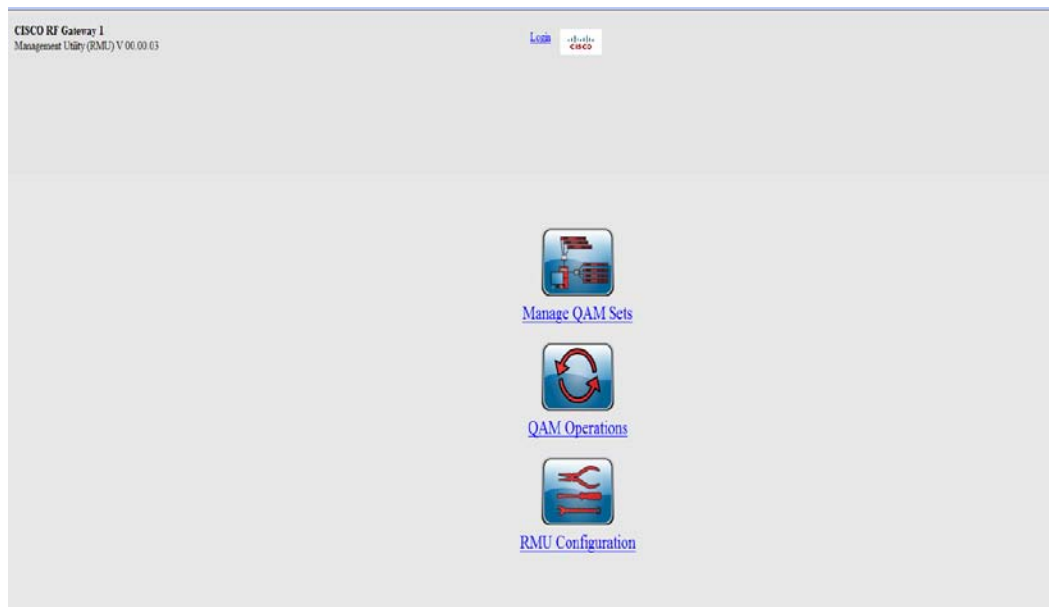 CISCO RF Gateway 1
Management Utility (RMU) V 00.00.03
Login
CISCO
Manage QAM Sets
QAM Operations
RMU Configuration